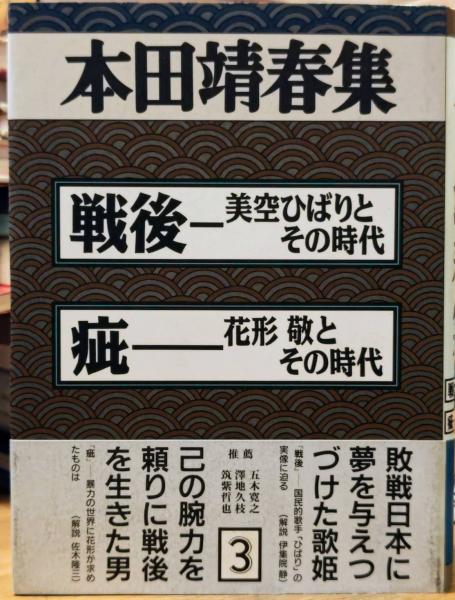 本田靖春集
戦後―美空ひばりと
その時代
疵――花形 敬と
その時代
敗戦日本に
夢を与えつ
づけた歌姫
「戦後」――国民的歌手「ひばり」の
実像に迫る (解説 伊集院 静)
推薦
五木寛之
澤地久枝
筑紫哲也
3
己の腕力を
頼りに戦後
を生きた男
「疵」――暴力の世界に花形が求め
たものは (解説 佐木隆三)